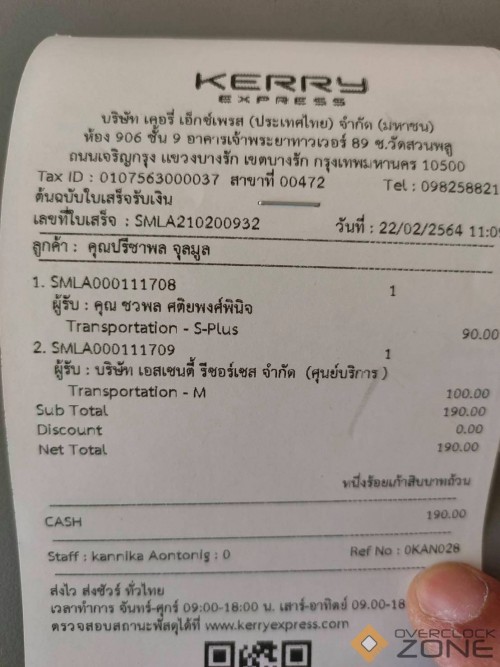 KERRY
EXPRESS
บริษัท เคอรี่ เอ็กซ์เพรส (ประเทศไทย) จำกัด (มหาชน)
ห้อง 906 ชั้น 9 อาคารเจ้าพระยาทาวเวอร์ 89 ซ.วัดสวนพลู
ถนนเจริญกรุง แขวงบางรัก เขตบางรัก กรุงเทพมหานคร 10500
Tax ID : 0107563000037 สาขาที่ 00472 Tel : 098258821
ต้นฉบับใบเสร็จรับเงิน
เลขที่ใบเสร็จ : SMLA210200932 วันที่ : 22/02/2564 11:09
ลูกค้า : คุณปรีชาพล จุลมูล
1. SMLA000111708 1
ผู้รับ : คุณ ชวพล ศติยพงศ์พินิจ
Transportation - S-Plus 90.00
2. SMLA000111709 1
ผู้รับ : บริษัท เอสเซนตี้ รีซอร์เซส จำกัด (ศูนย์บริการ )
Transportation - M 100.00
Sub Total 190.00
Discount 0.00
Net Total 190.00
หนึ่งร้อยเก้าสิบบาทถ้วน
CASH 190.00
Staff : kannika Aontonig : 0 Ref No : 0KAN028
ส่งไว ส่งชัวร์ ทั่วไทย
เวลาทำการ จันทร์-ศุกร์ 09:00-18:00 น. เสาร์-อาทิตย์ 09.00-18
ตรวจสอบสถานะพัสดุได้ที่ www.kerryexpress.com
OVERCLOCK
ZONE